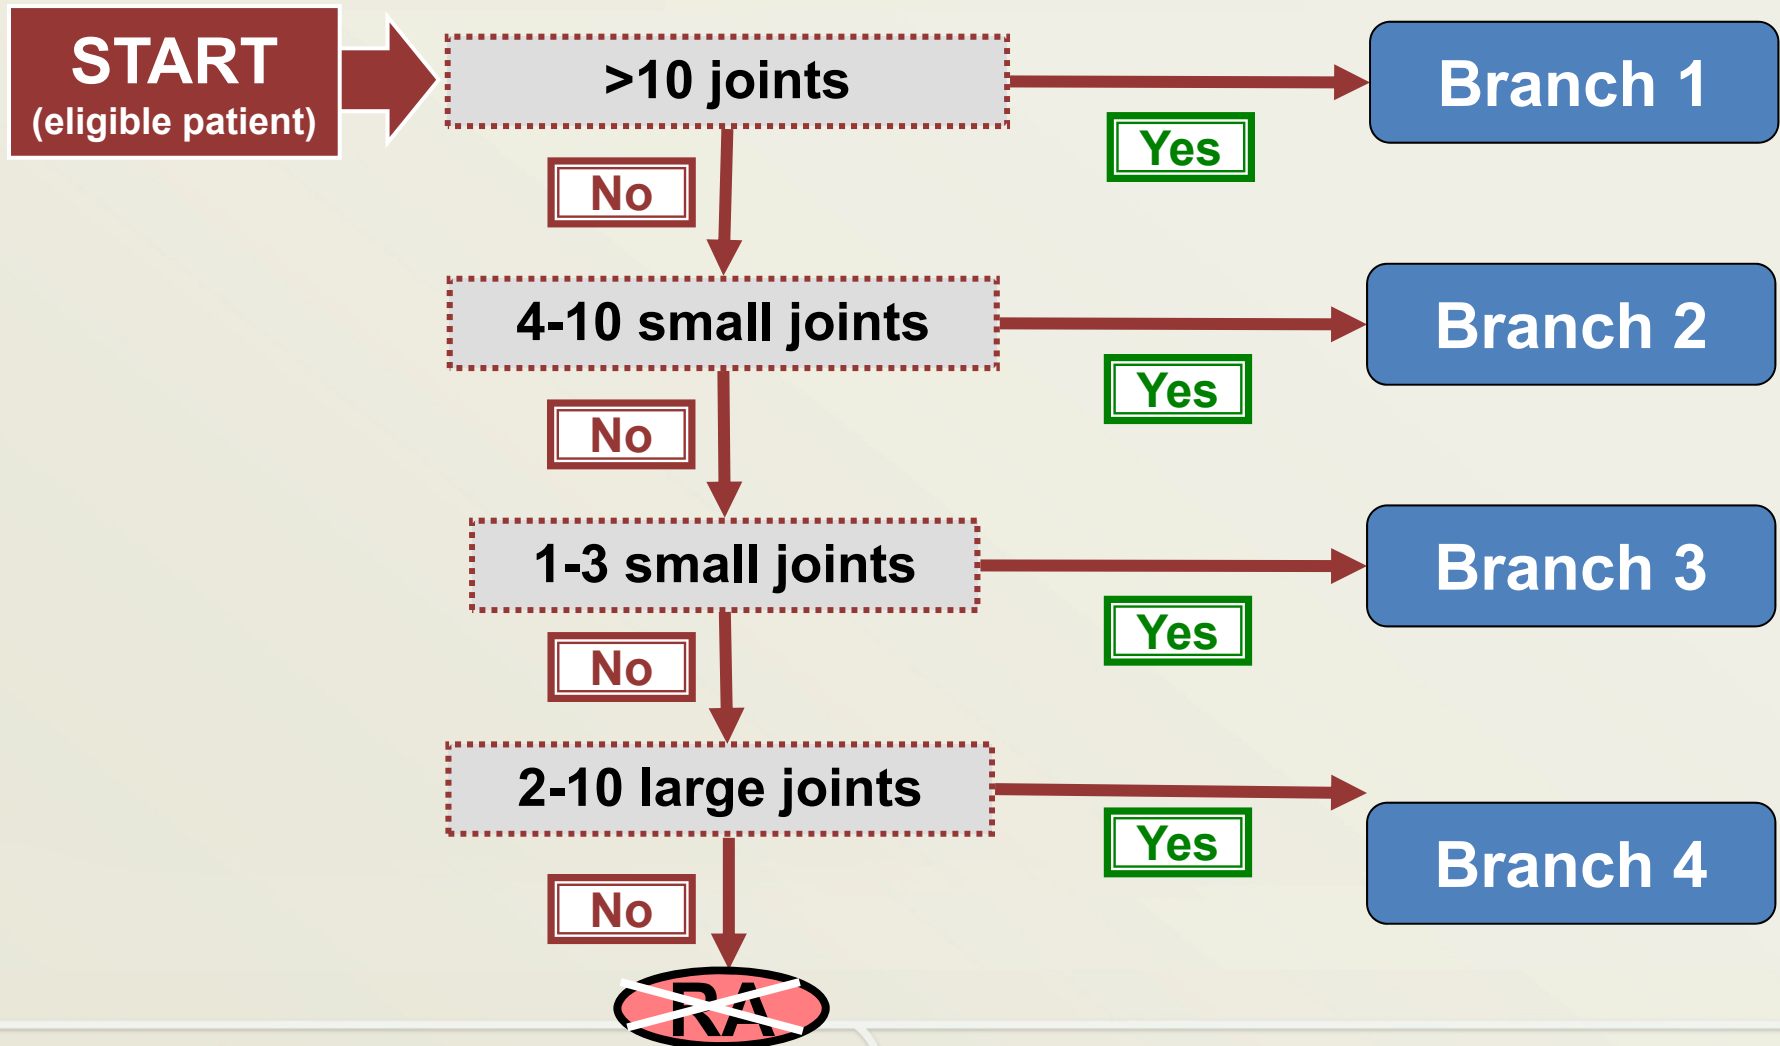 START
(eligible patient)
>10 joints
Branch 1
Yes
No
4-10 small joints
Branch 2
Yes
No
1-3 small joints
Branch 3
Yes
No
2-10 large joints
Branch 4
Yes
No
RA